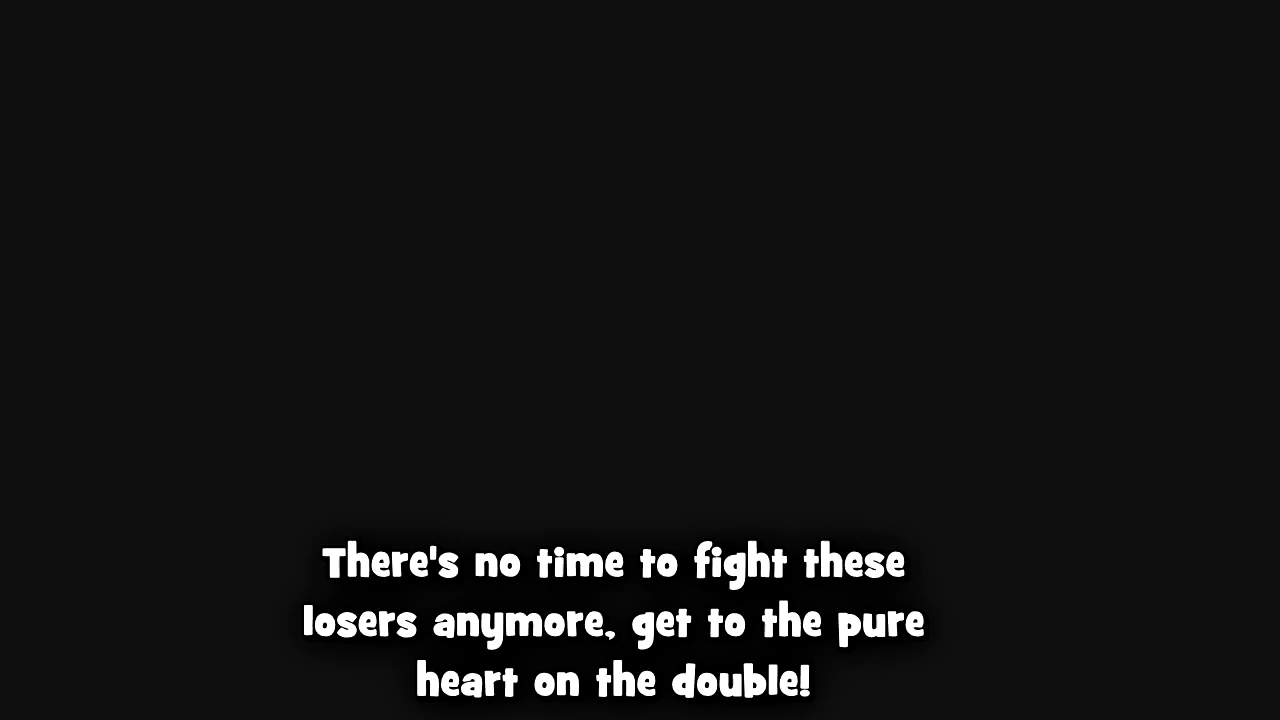 There's no time to fight these
losers anymore, get to the pure
heart on the double!